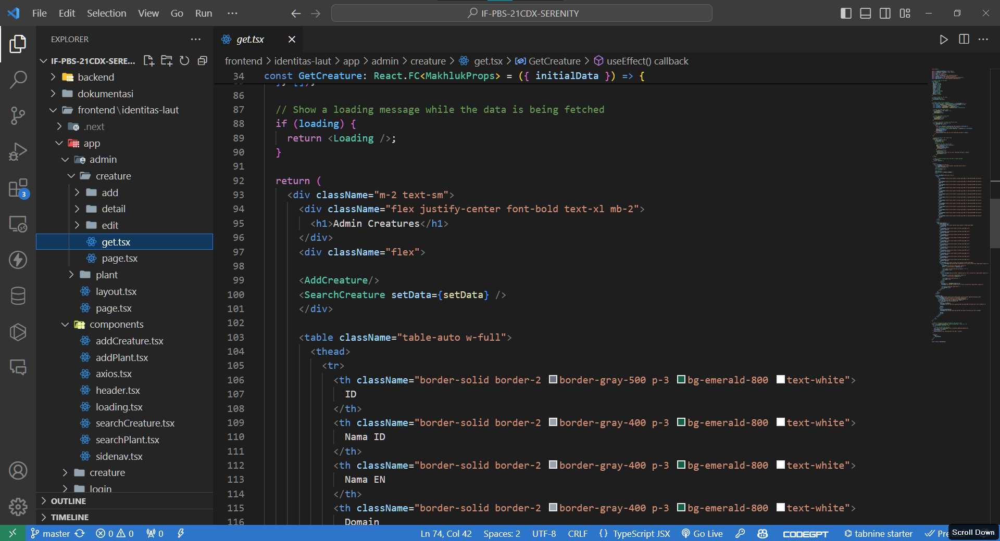 File Edit Selection View Go Run ···
IF-PBS-21CDX-SERENITY
EXPLORER
IF-PBS-21CDX-SERE...
backend
dokumentasi
frontend\identitas-laut
.next
app
admin
creature
add
detail
edit
get.tsx
page.tsx
plant
layout.tsx
page.tsx
components
addCreature.tsx
addPlant.tsx
axios.tsx
header.tsx
loading.tsx
searchCreature.tsx
searchPlant.tsx
sidenav.tsx
creature
login
OUTLINE
TIMELINE
3
get.tsx
frontend > identitas-laut > app > admin > creature > get.tsx > GetCreature > useEffect() callback
34 const GetCreature: React.FC<MakhlukProps> = ({ initialData }) => {
86
87 // Show a loading message while the data is being fetched
88 if (loading) {
89 return <Loading />;
90 }
91
92 return (
93 <div className="m-2 text-sm">
94 <div className="flex justify-center font-bold text-xl mb-2">
95 <h1>Admin Creatures</h1>
96 </div>
97 <div className="flex">
98
99 <AddCreature/>
100 <SearchCreature setData={setData} />
101 </div>
102
103 <table className="table-auto w-full">
104 <thead>
105 <tr>
106 <th className="border-solid border-2 border-gray-500 p-3 bg-emerald-800 text-white">
107 ID
108 </th>
109 <th className="border-solid border-2 border-gray-400 p-3 bg-emerald-800 text-white">
110 Nama ID
111 </th>
112 <th className="border-solid border-2 border-gray-400 p-3 bg-emerald-800 text-white">
113 Nama EN
114 </th>
115 <th className="border-solid border-2 border-gray-400 p-3 bg-emerald-800 text-white">
116 Domain
master 0 0 0 Ln 74, Col 42 Spaces: 2 UTF-8 CRLF {} TypeScript JSX Go Live CODEGPT tabnine starter
Scroll Down